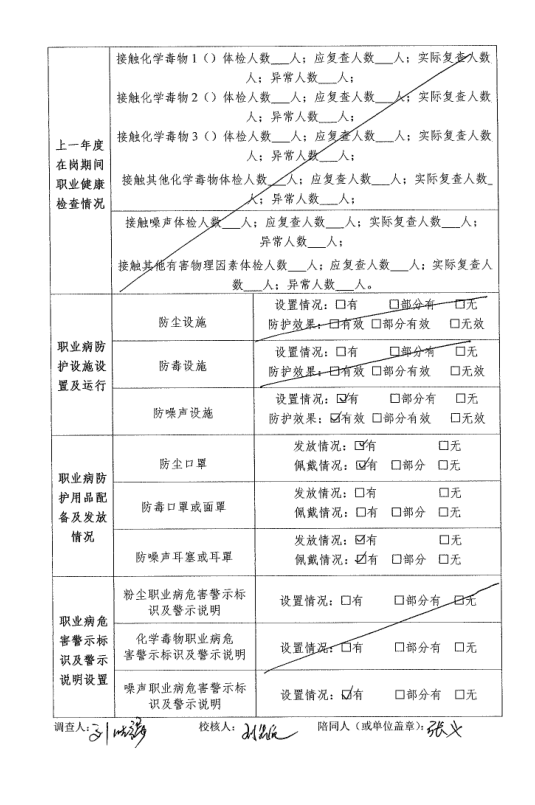 接触化学毒物1（）体检人数___人；应复查人数___人；实际复查人数
人；异常人数___人；
接触化学毒物2（）体检人数___人；应复查人数___人；实际复查人数
人；异常人数___人；
接触化学毒物3（）体检人数___人；应复查人数___人；实际复查人数
人；异常人数___人；
接触其他化学毒物体检人数___人；应复查人数___人；实际复查人数_
人；异常人数___人；
上一年度
在岗期间
职业健康
检查情况
接触噪声体检人数___人；应复查人数___人；实际复查人数___人；
异常人数___人；
接触其他有害物理因素体检人数___人；应复查人数___人；实际复查人
数___人；异常人数___人。
职业病防
护设施设
置及运行
防尘设施
设置情况：□有 □部分有 □无
防护效果：□有效 □部分有效 □无效
防毒设施
设置情况：□有 □部分有 □无
防护效果：□有效 □部分有效 □无效
防噪声设施
设置情况：☑有 □部分有 □无
防护效果：☑有效 □部分有效 □无效
职业病防
护用品配
备及发放
情况
防尘口罩
发放情况：☑有 □无
佩戴情况：☑有 □部分 □无
防毒口罩或面罩
发放情况：□有 □无
佩戴情况：□有 □部分 □无
防噪声耳塞或耳罩
发放情况：☑有 □无
佩戴情况：☑有 □部分 □无
职业病危
害警示标
识及警示
说明设置
粉尘职业病危害警示标
识及警示说明
设置情况：□有 □部分有 □无
化学毒物职业病危
害警示标识及警示说明
设置情况：□有 □部分有 □无
噪声职业病危害警示标
识及警示说明
设置情况：☑有 □部分有 □无
调查人：刘 校核人： 陪同人（或单位盖章）：张义